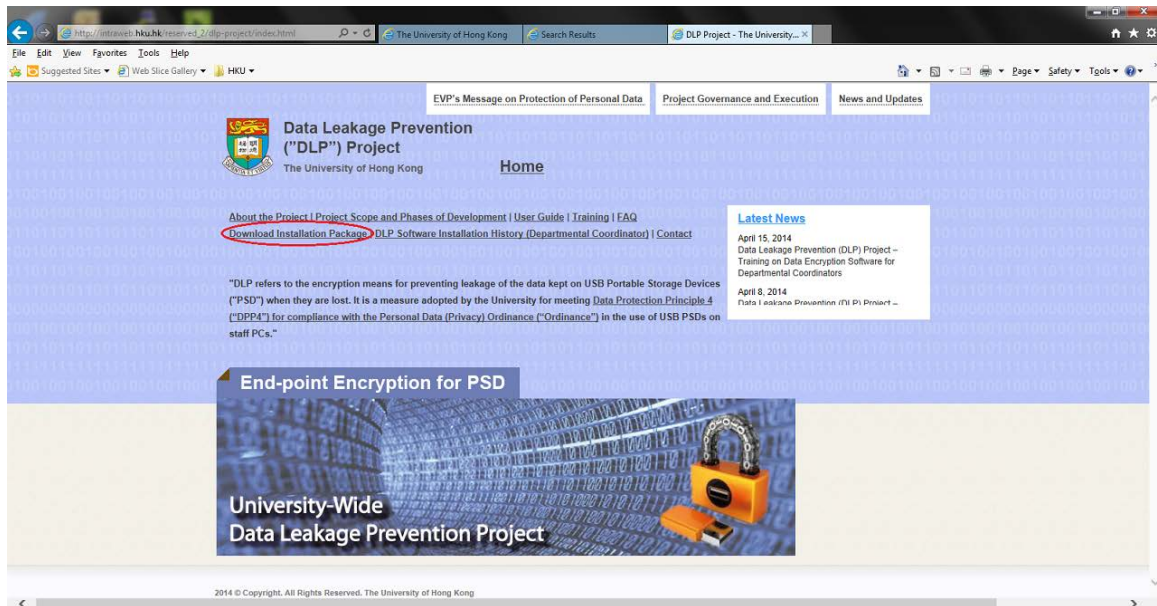 http://intraweb.hku.hk/reserved_2/dlp-project/index.html
The University of Hong Kong
Search Results
DLP Project - The University...
File Edit View Favorites Tools Help
Suggested Sites Web Slice Gallery HKU
Page Safety Tools
EVP's Message on Protection of Personal Data
Project Governance and Execution
News and Updates
Data Leakage Prevention
("DLP") Project
The University of Hong Kong
Home
About the Project | Project Scope and Phases of Development | User Guide | Training | FAQ
Download Installation Package DLP Software Installation History (Departmental Coordinator) | Contact
Latest News
April 15, 2014
Data Leakage Prevention (DLP) Project –
Training on Data Encryption Software for
Departmental Coordinators
April 8, 2014
Data Leakage Prevention (DLP) Project –
"DLP refers to the encryption means for preventing leakage of the data kept on USB Portable Storage Devices
("PSD") when they are lost. It is a measure adopted by the University for meeting Data Protection Principle 4
("DPP4") for compliance with the Personal Data (Privacy) Ordinance ("Ordinance") in the use of USB PSDs on
staff PCs."
End-point Encryption for PSD
University-Wide
Data Leakage Prevention Project
2014 © Copyright. All Rights Reserved. The University of Hong Kong